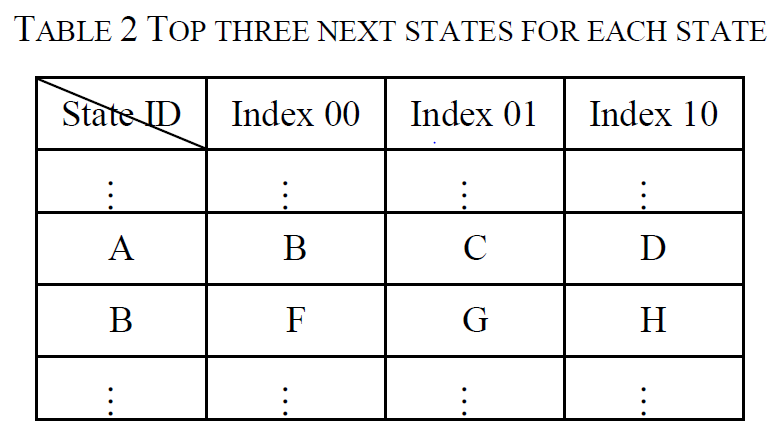 TABLE 2 TOP THREE NEXT STATES FOR EACH STATE
State ID Index 00 Index 01 Index 10
⋮ ⋮ ⋮ ⋮
A B C D
B F G H
⋮ ⋮ ⋮ ⋮